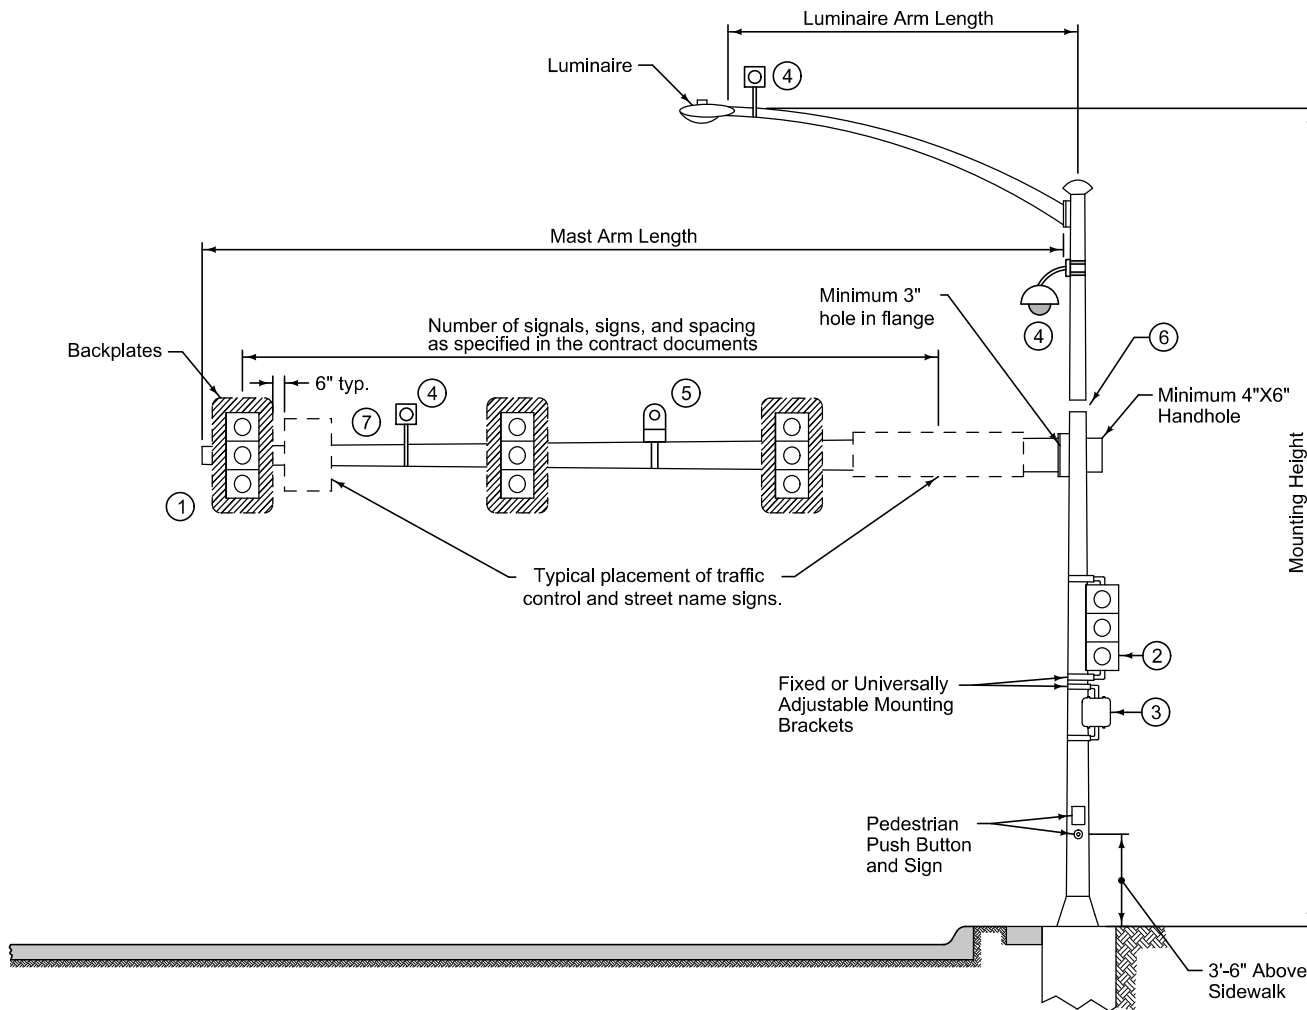 Luminaire Arm Length
Luminaire
4
Mast Arm Length
Minimum 3"
hole in flange
4
6
Number of signals, signs, and spacing
as specified in the contract documents
Backplates
6" typ.
7
4
5
Minimum 4"X6"
Handhole
1
Mounting Height
Typical placement of traffic
control and street name signs.
2
Fixed or Universally
Adjustable Mounting
Brackets
3
Pedestrian
Push Button
and Sign
3'-6" Above
Sidewalk